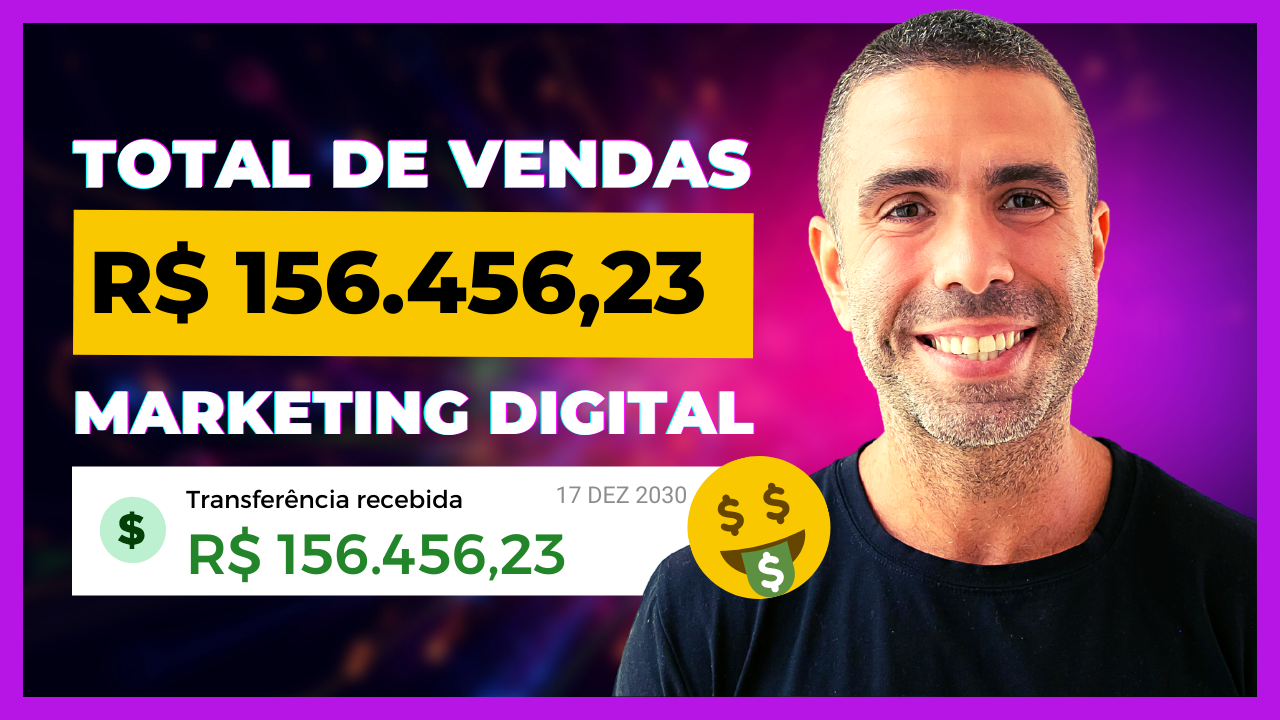 TOTAL DE VENDAS
R$ 156.456,23
MARKETING DIGITAL
Transferência recebida 17 DEZ 2030
$ R$ 156.456,23
$ $
$